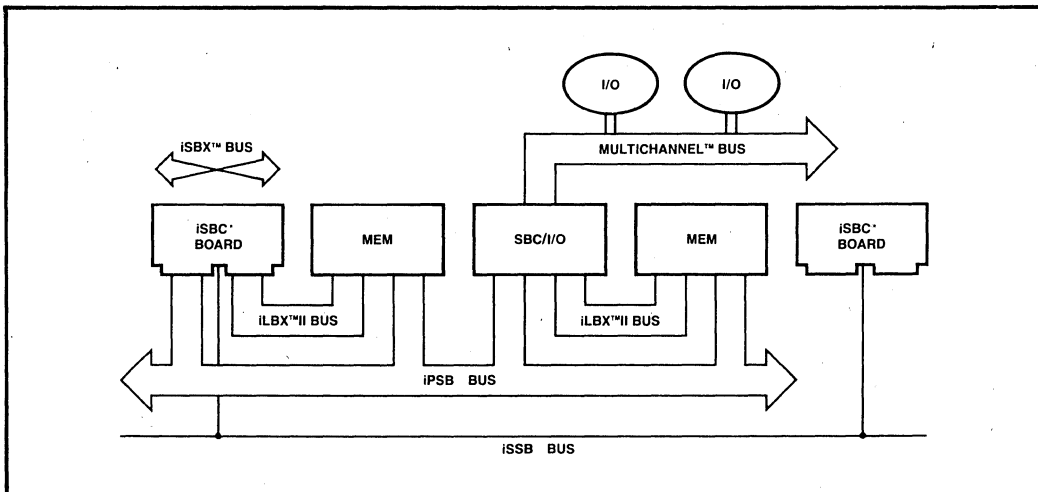 I/O
I/O
iSBX™ BUS
MULTICHANNEL™ BUS
iSBC·
BOARD
MEM
SBC/I/O
MEM
iSBC·
BOARD
iLBX™II BUS
iLBX™II BUS
iPSB BUS
iSSB BUS